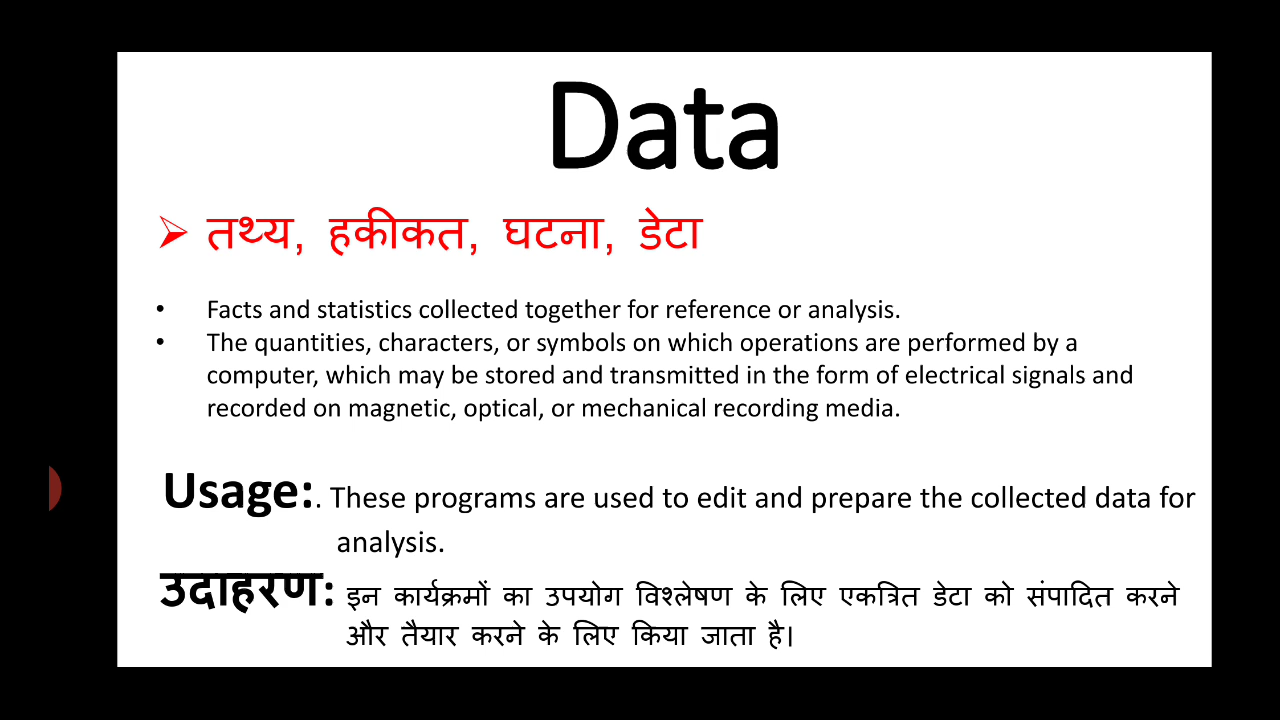 Data
➢ तथ्य, हकीकत, घटना, डेटा
• Facts and statistics collected together for reference or analysis.
• The quantities, characters, or symbols on which operations are performed by a
computer, which may be stored and transmitted in the form of electrical signals and
recorded on magnetic, optical, or mechanical recording media.
Usage:. These programs are used to edit and prepare the collected data for
analysis.
उदाहरण: इन कार्यक्रमों का उपयोग विश्लेषण के लिए एकत्रित डेटा को संपादित करने
और तैयार करने के लिए किया जाता है।